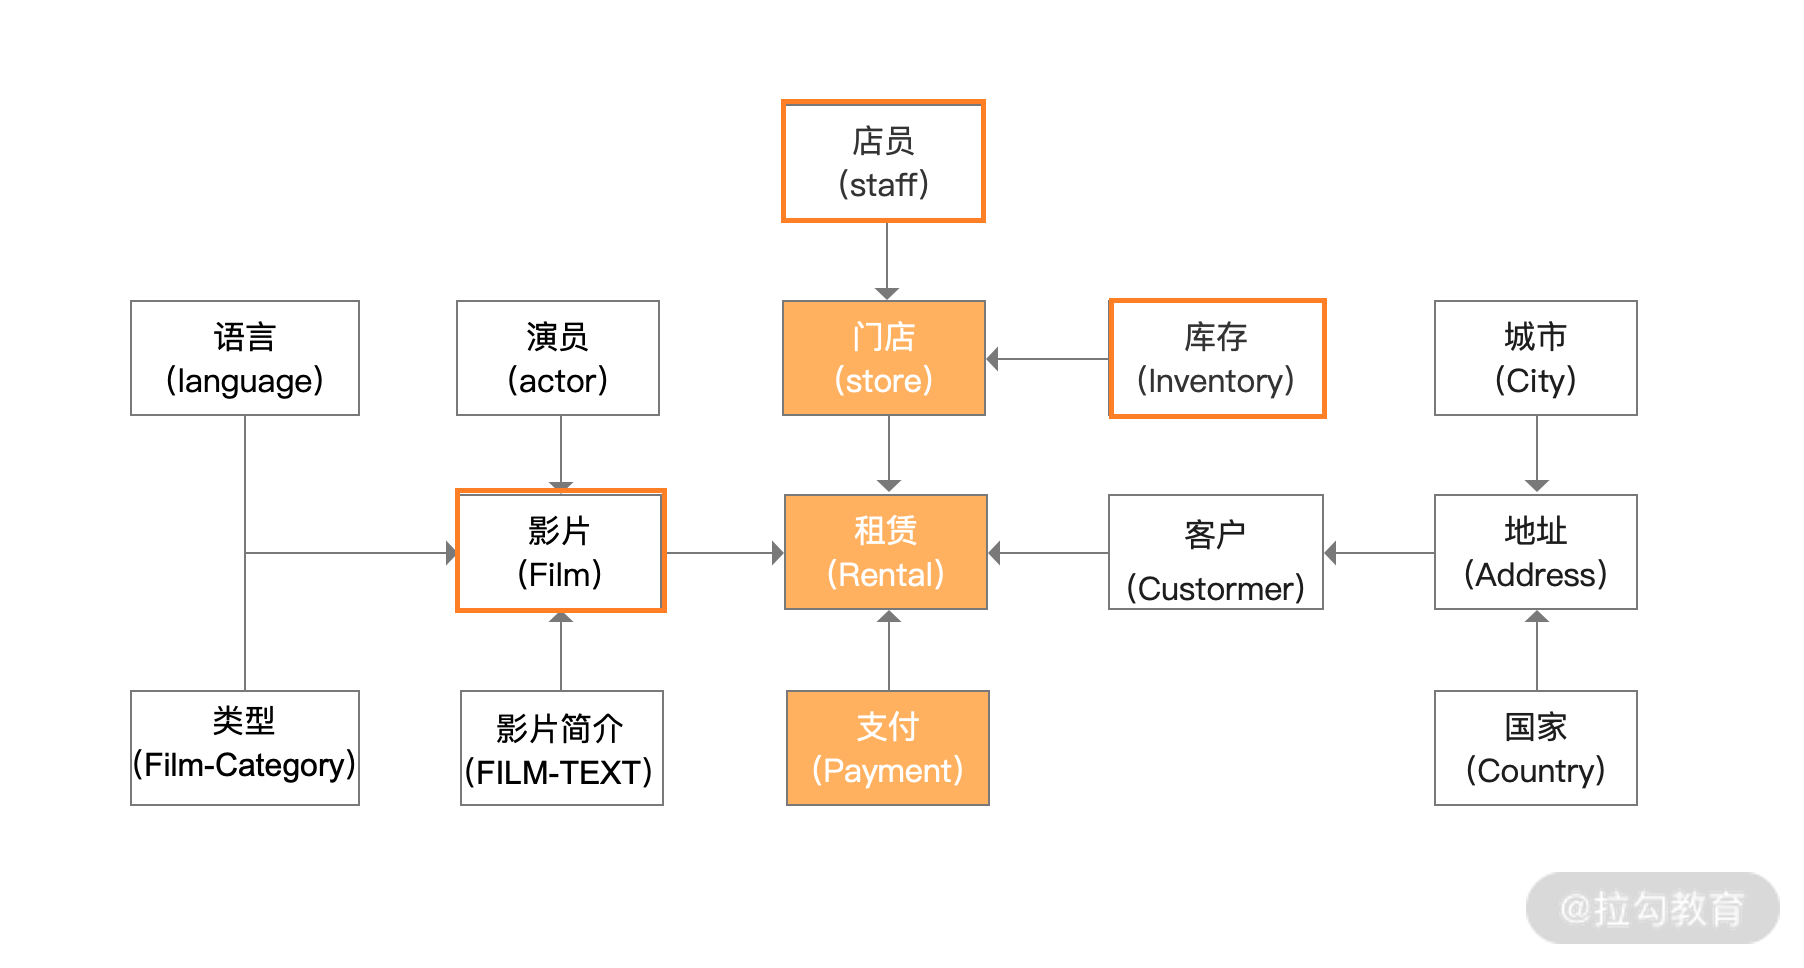 店员
(staff)
语言
(language)
演员
(actor)
门店
(store)
库存
(Inventory)
城市
(City)
影片
(Film)
租赁
(Rental)
客户
(Custormer)
地址
(Address)
类型
(Film-Category)
影片简介
(FILM-TEXT)
支付
(Payment)
国家
(Country)
@拉勾教育